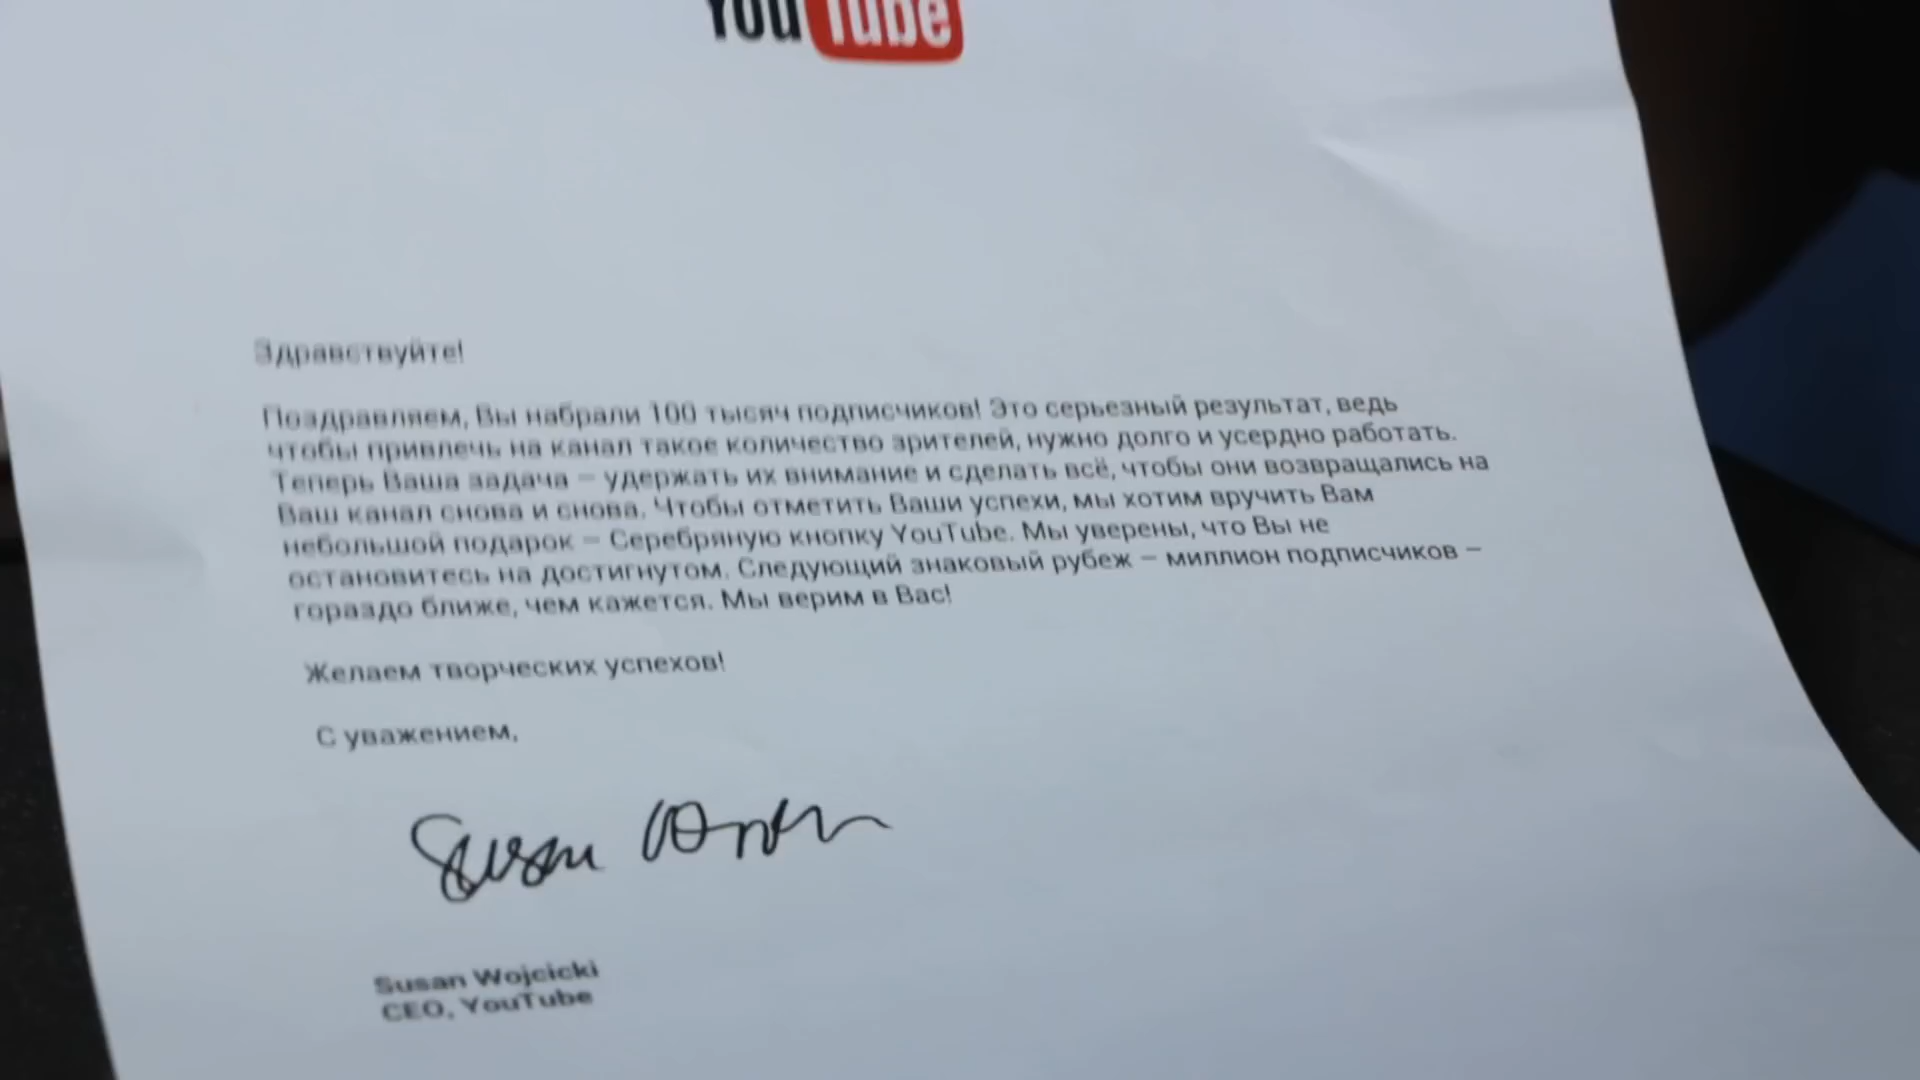 YouTube
Здравствуйте!
Поздравляем, Вы набрали 100 тысяч подписчиков! Это серьезный результат, ведь
чтобы привлечь на канал такое количество зрителей, нужно долго и усердно работать.
Теперь Ваша задача – удержать их внимание и сделать всё, чтобы они возвращались на
Ваш канал снова и снова. Чтобы отметить Ваши успехи, мы хотим вручить Вам
небольшой подарок – Серебряную кнопку YouTube. Мы уверены, что Вы не
остановитесь на достигнутом. Следующий знаковый рубеж – миллион подписчиков –
гораздо ближе, чем кажется. Мы верим в Вас!
Желаем творческих успехов!
С уважением,
Susan Wojcicki
Susan Wojcicki
CEO, YouTube